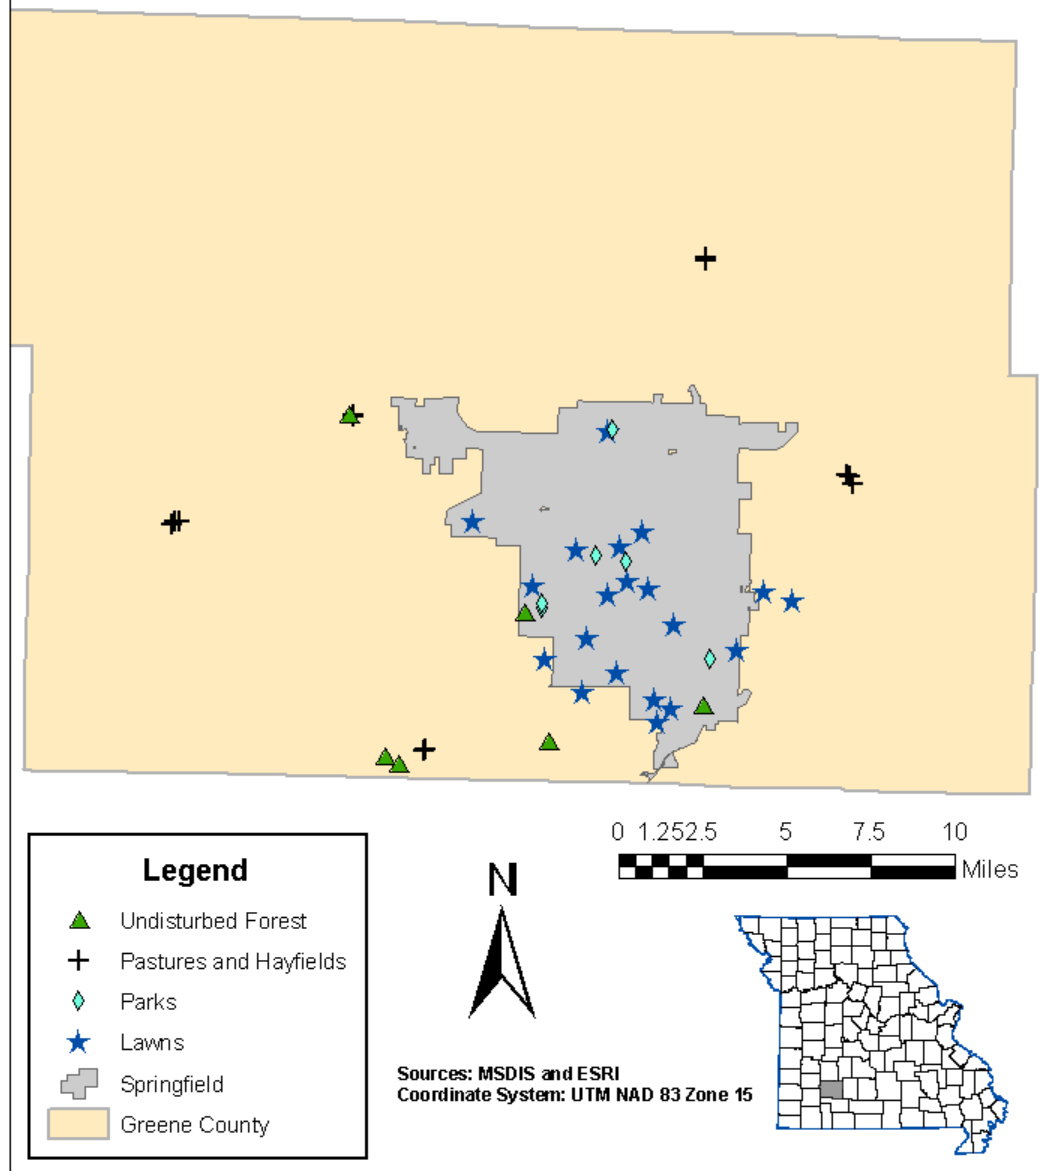 0 1.252.5 5 7.5 10
Miles
Legend
Undisturbed Forest
Pastures and Hayfields
Parks
Lawns
Springfield
Greene County
N
Sources: MSDIS and ESRI
Coordinate System: UTM NAD 83 Zone 15